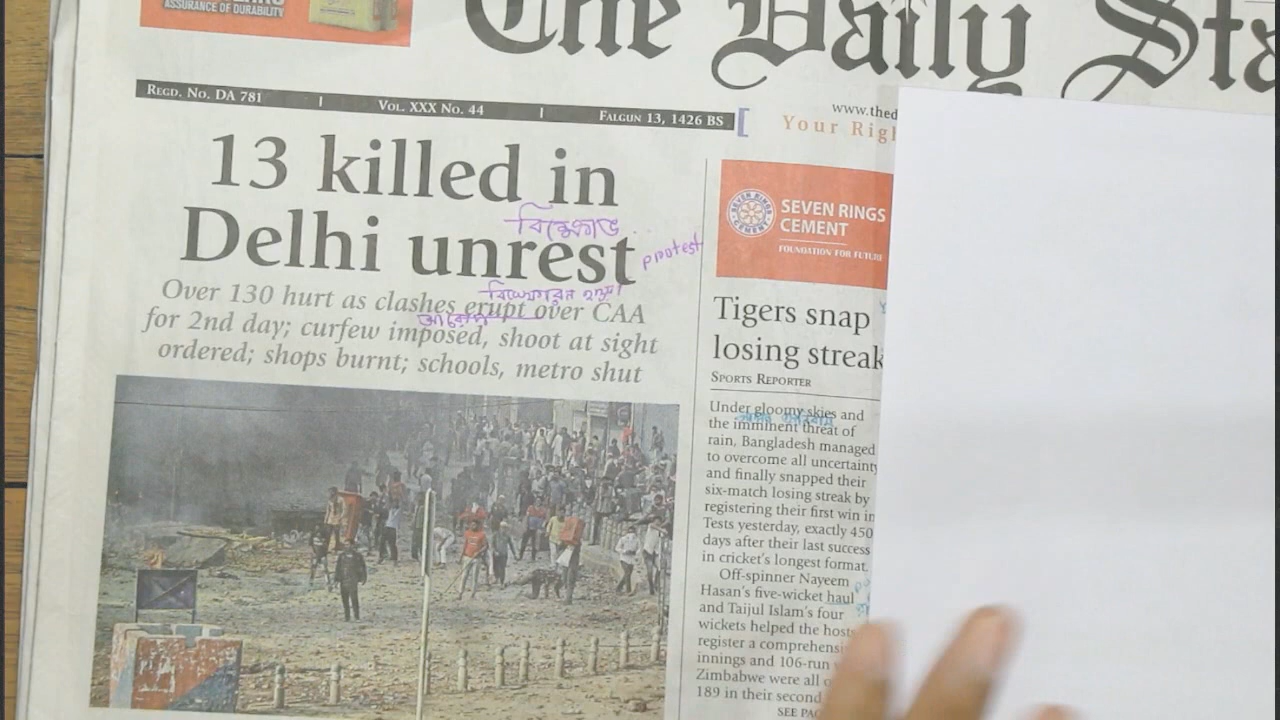 ASSURANCE OF DURABILITY
The Daily Sta
REGD. NO. DA 781
VOL. XXX NO. 44
FALGUN 13, 1426 BS
[
www.thed
Your Righ
13 killed in
Delhi unrest
বিক্ষোভ
protest
Over 130 hurt as clashes erupt over CAA
for 2nd day; curfew imposed, shoot at sight
ordered; shops burnt; schools, metro shut
SEVEN RINGS CEMENT
SEVEN RINGS
CEMENT
FOUNDATION FOR FUTURE
Tigers snap
losing streak
SPORTS REPORTER
Under gloomy skies and
the imminent threat of
rain, Bangladesh managed
to overcome all uncertainty
and finally snapped their
six-match losing streak by
registering their first win in
Tests yesterday, exactly 450
days after their last success
in cricket's longest format.
Off-spinner Nayeem
Hasan's five-wicket haul
and Taijul Islam's four
wickets helped the hosts
register a comprehensi
innings and 106-run
Zimbabwe were all o
189 in their second
SEE PAG